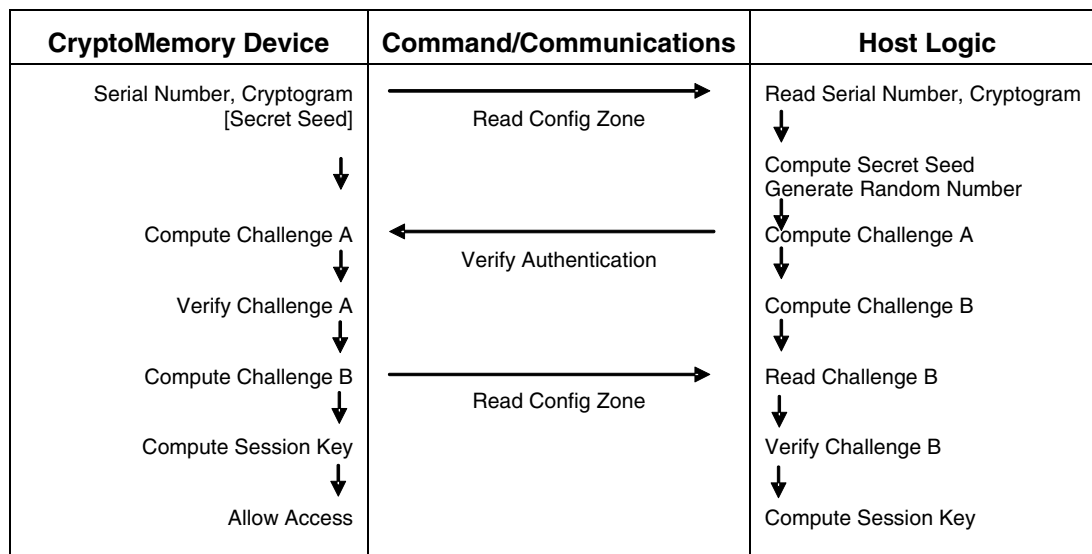 CryptoMemory Device
Command/Communications
Host Logic
Serial Number, Cryptogram
[Secret Seed]
Read Config Zone
Read Serial Number, Cryptogram
Compute Secret Seed
Generate Random Number
Compute Challenge A
Verify Authentication
Compute Challenge A
Verify Challenge A
Compute Challenge B
Compute Challenge B
Read Config Zone
Read Challenge B
Compute Session Key
Verify Challenge B
Allow Access
Compute Session Key